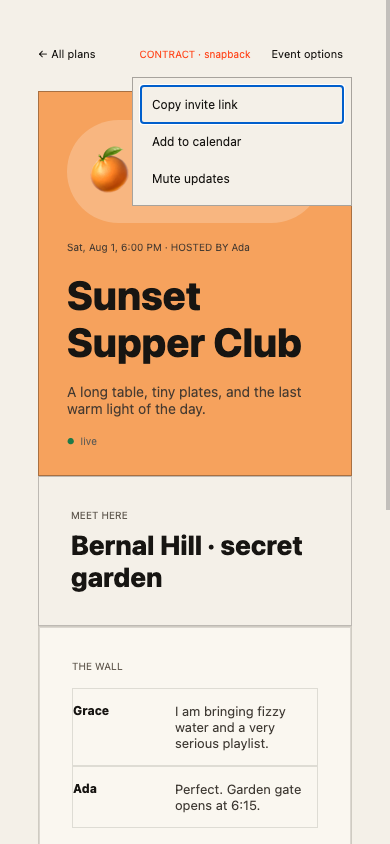 ← All plans
CONTRACT · snapback
Event options
Copy invite link
Add to calendar
Mute updates
Sat, Aug 1, 6:00 PM · HOSTED BY Ada
Sunset
Supper Club
A long table, tiny plates, and the last
warm light of the day.
live
MEET HERE
Bernal Hill · secret
garden
THE WALL
Grace
I am bringing fizzy
water and a very
serious playlist.
Ada
Perfect. Garden gate
opens at 6:15.